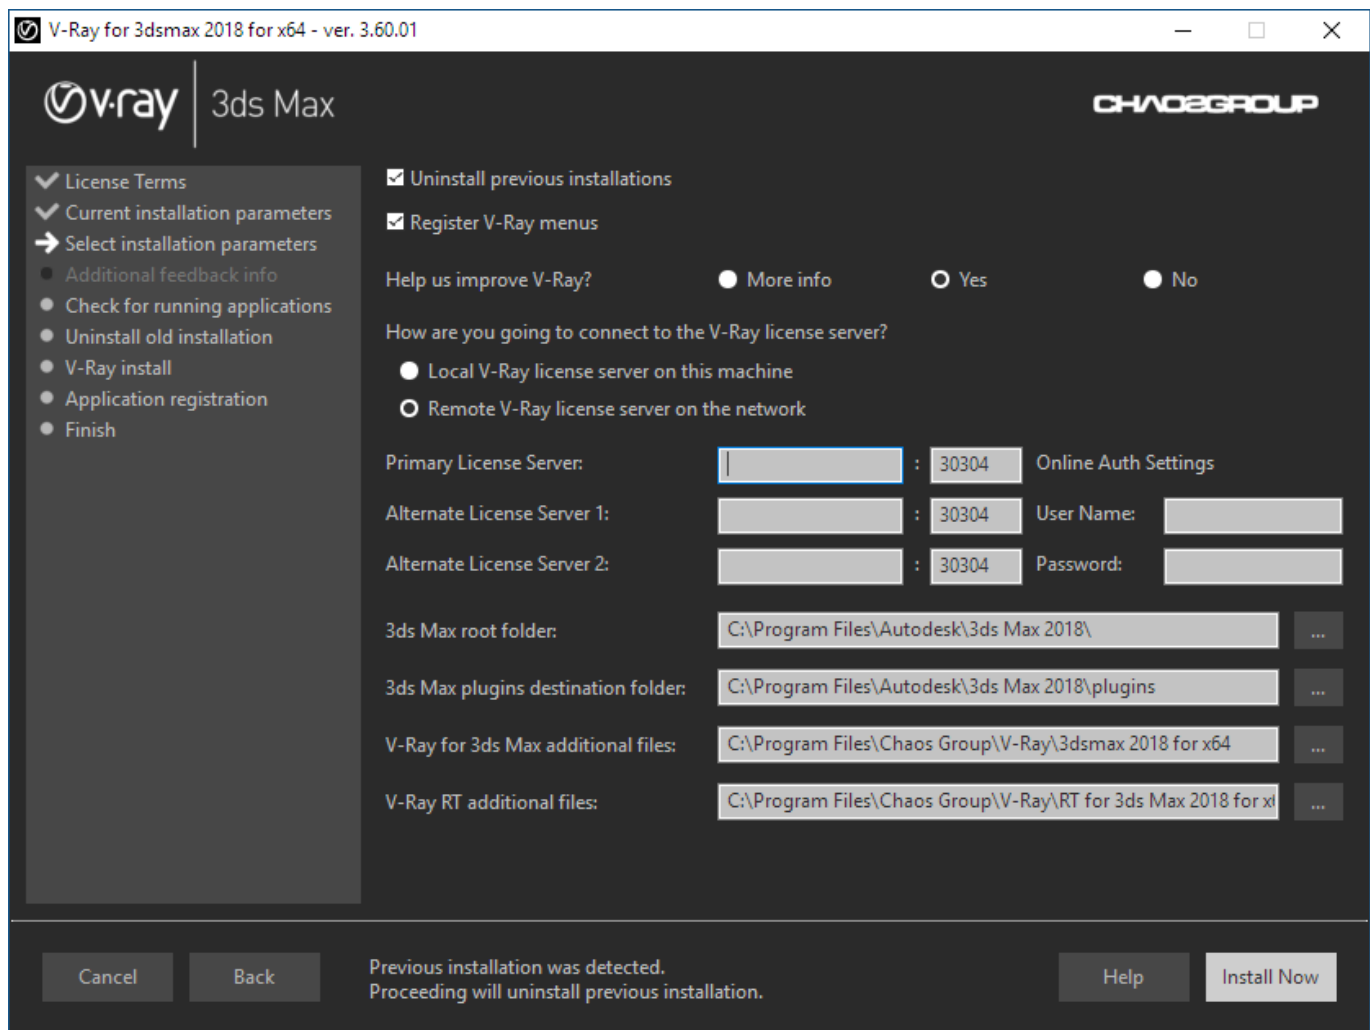 V-Ray for 3dsmax 2018 for x64 - ver. 3.60.01
v·ray 3ds Max
CHAOSGROUP
License Terms
Current installation parameters
Select installation parameters
Additional feedback info
Check for running applications
Uninstall old installation
V-Ray install
Application registration
Finish
Uninstall previous installations
Register V-Ray menus
Help us improve V-Ray? More info Yes No
How are you going to connect to the V-Ray license server?
Local V-Ray license server on this machine
Remote V-Ray license server on the network
Primary License Server: : 30304 Online Auth Settings
Alternate License Server 1: : 30304 User Name:
Alternate License Server 2: : 30304 Password:
3ds Max root folder: C:\Program Files\Autodesk\3ds Max 2018\ ...
3ds Max plugins destination folder: C:\Program Files\Autodesk\3ds Max 2018\plugins ...
V-Ray for 3ds Max additional files: C:\Program Files\Chaos Group\V-Ray\3dsmax 2018 for x64 ...
V-Ray RT additional files: C:\Program Files\Chaos Group\V-Ray\RT for 3ds Max 2018 for x ...
Cancel Back
Previous installation was detected.
Proceeding will uninstall previous installation.
Help Install Now